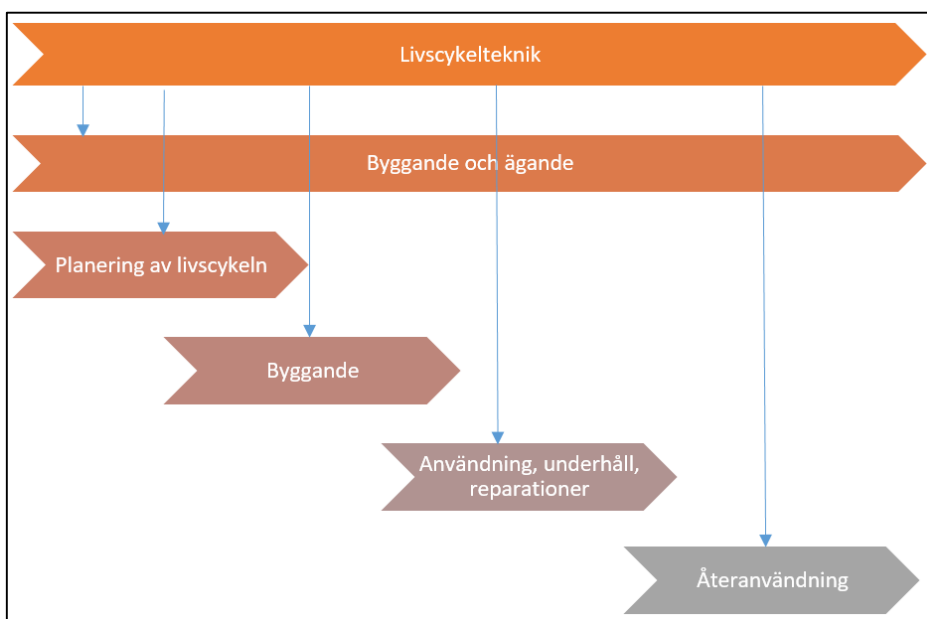 Livscykelteknik
Byggande och ägande
Planering av livscykeln
Byggande
Användning, underhåll,
reparationer
Återanvändning